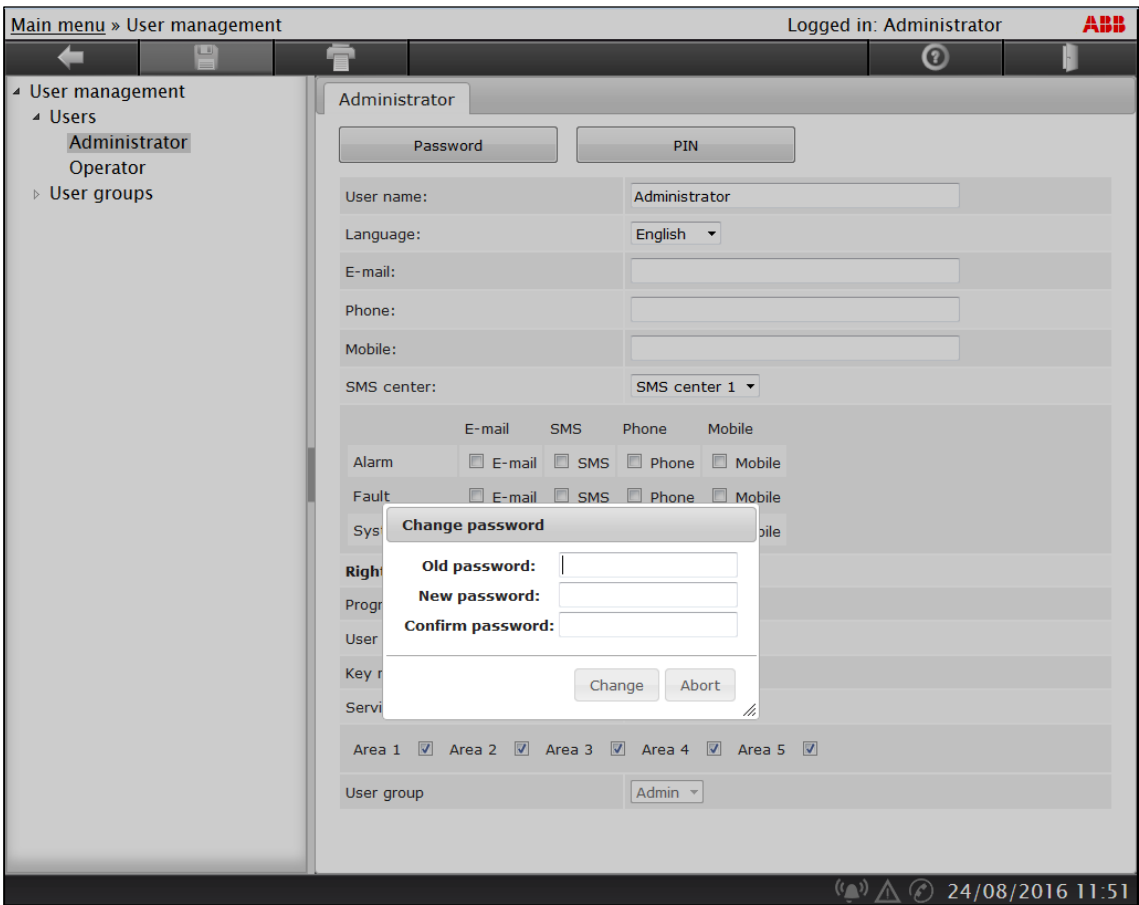 Main menu » User management
Logged in: Administrator
ABB
User management
Users
Administrator
Operator
User groups
Administrator
Password PIN
User name: Administrator
Language: English
E-mail:
Phone:
Mobile:
SMS center: SMS center 1
E-mail SMS Phone Mobile
Alarm E-mail SMS Phone Mobile
Fault E-mail SMS Phone Mobile
Change password
Old password:
New password:
Confirm password:
Change Abort
User
Area 1 Area 2 Area 3 Area 4 Area 5
User group Admin
24/08/2016 11:51